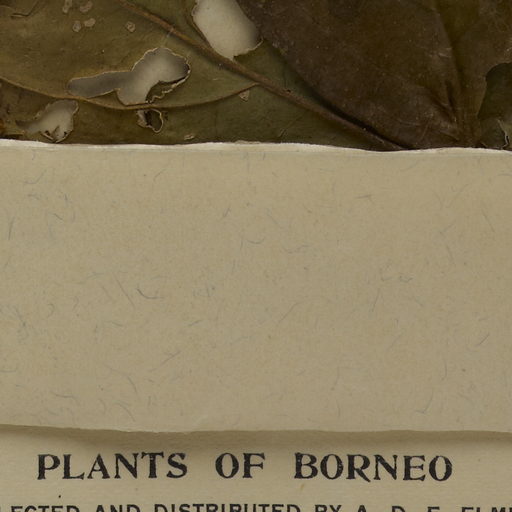 PLANTS OF BORNEO
AND DISTRIBUTED BY A. D. E.